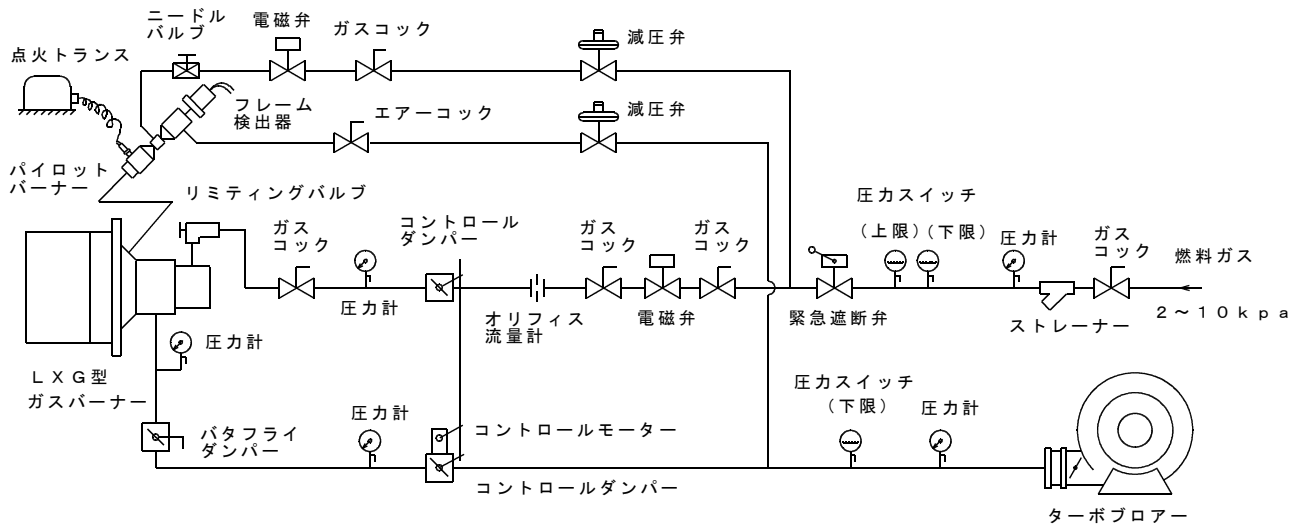 ニードル
バルブ
電磁弁
ガスコック
減圧弁
点火トランス
フレーム
検出器
エアーコック
減圧弁
パイロット
バーナー
リミティングバルブ
ガス
コック
コントロール
ダンパー
ガス
コック
ガス
コック
圧力スイッチ
(上限)(下限)
圧力計
ガス
コック
燃料ガス
圧力計
オリフィス
流量計
電磁弁
緊急遮断弁
ストレーナー
2~10kpa
圧力計
LXG型
ガスバーナー
圧力スイッチ
(下限)
圧力計
圧力計
バタフライ
ダンパー
コントロールモーター
コントロールダンパー
ターボブロアー